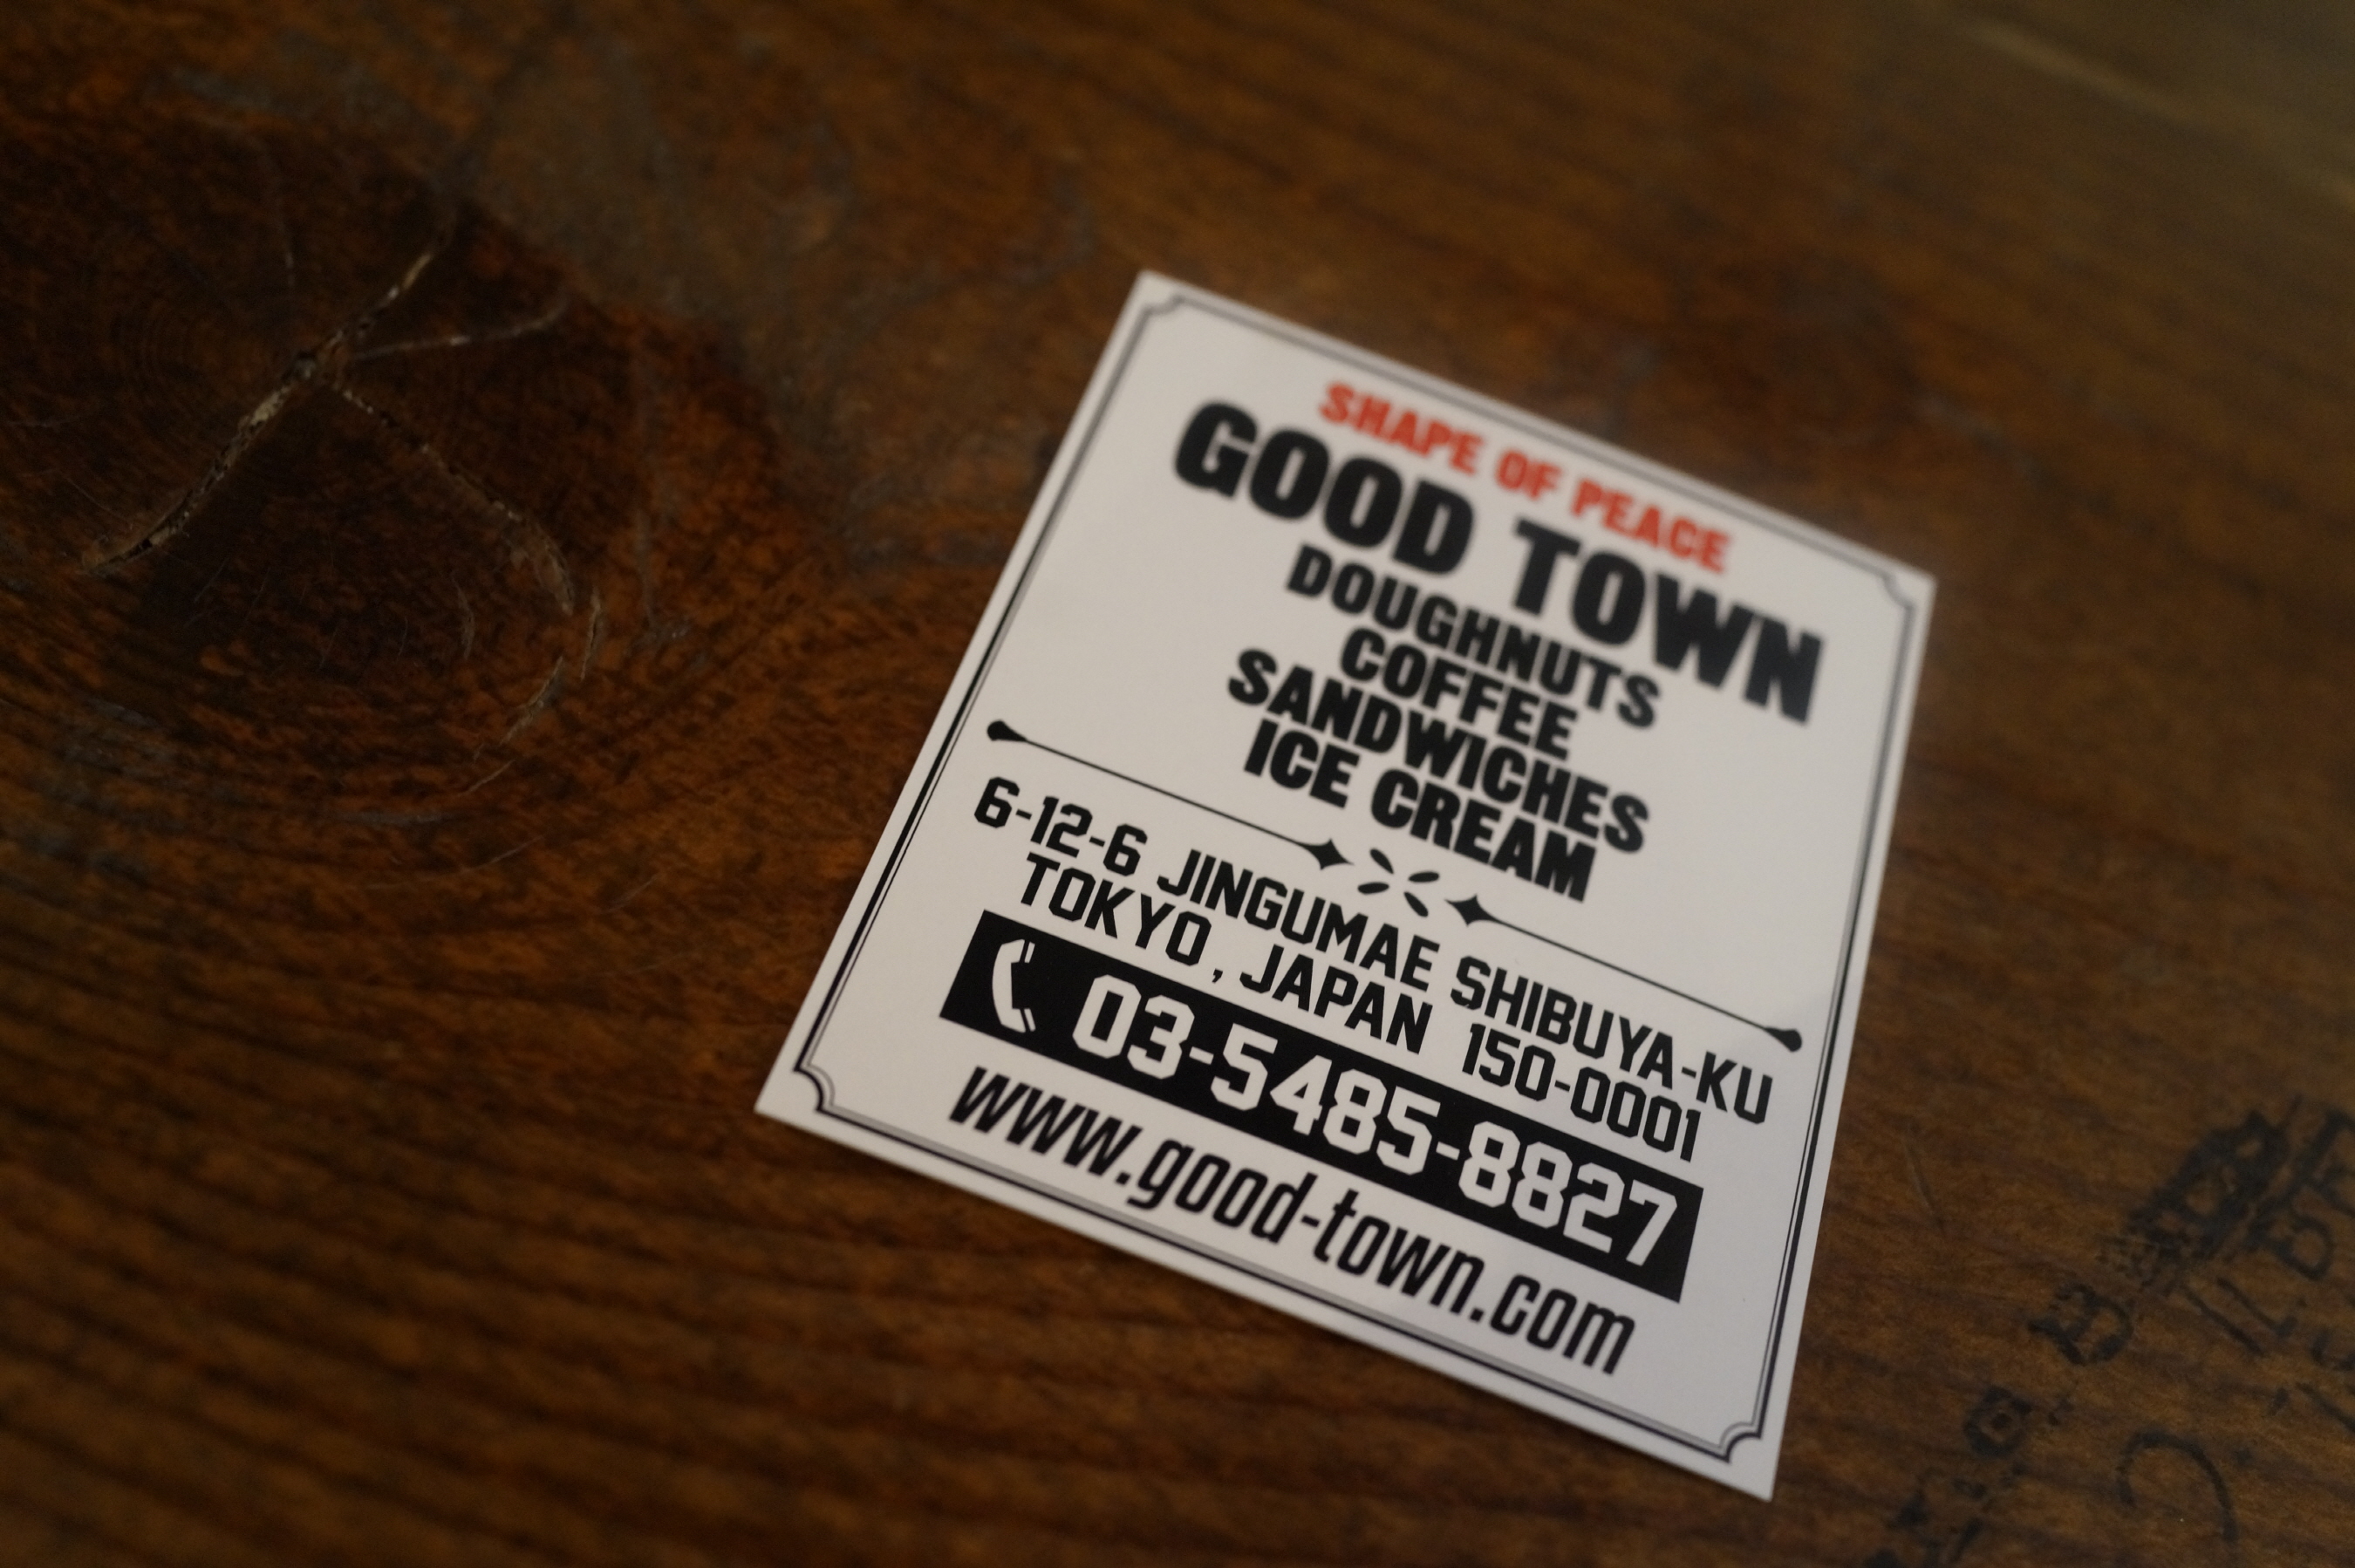 SHAPE OF PEACE
GOOD TOWN
DOUGHNUTS
COFFEE
SANDWICHES
ICE CREAM
6-12-6 JINGUMAE SHIBUYA-KU
TOKYO, JAPAN 150-0001
03-5485-8827
www.good-town.com